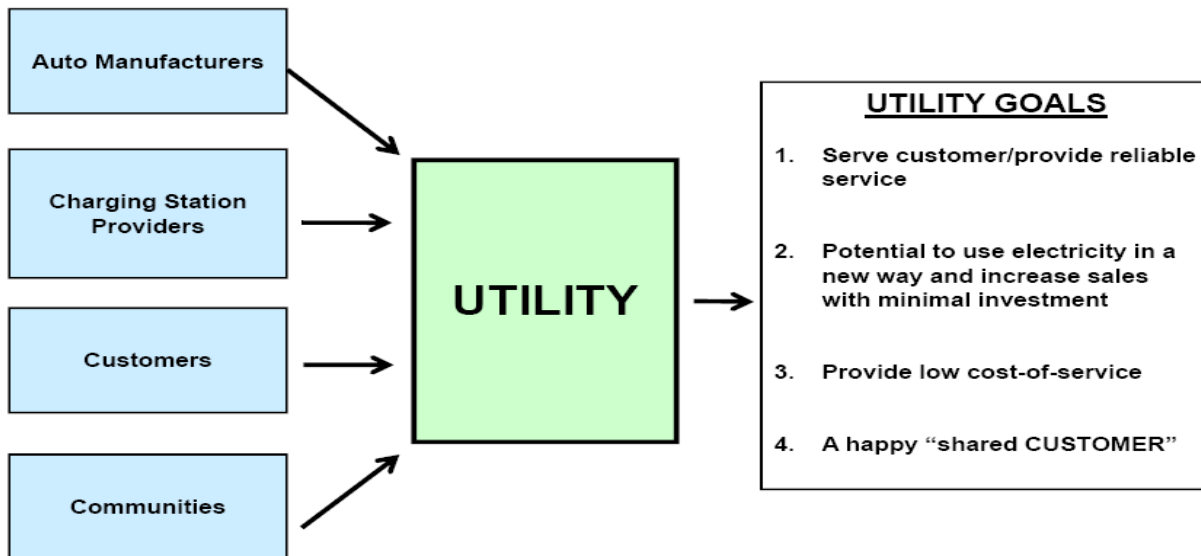 Auto Manufacturers
Charging Station
Providers
Customers
Communities
UTILITY
UTILITY GOALS
1. Serve customer/provide reliable
service
2. Potential to use electricity in a
new way and increase sales
with minimal investment
3. Provide low cost-of-service
4. A happy “shared CUSTOMER”